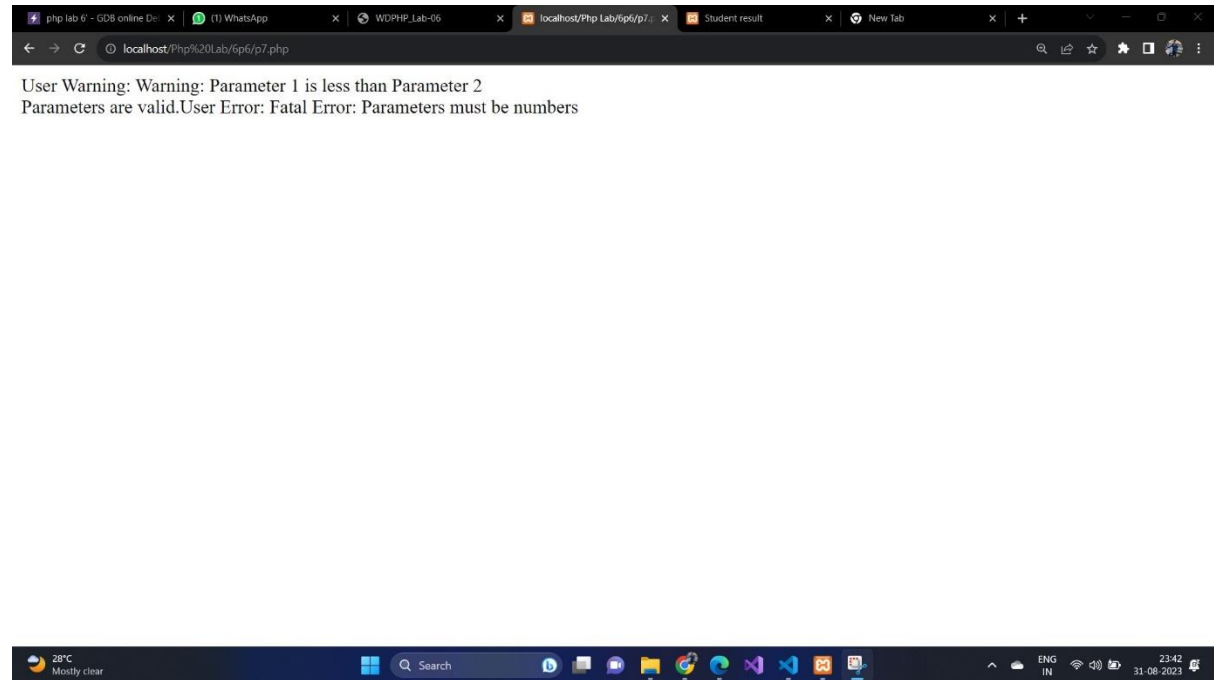 php lab 6' - GDB online De
(1) WhatsApp
WDPHP_Lab-06
localhost/Php Lab/6p6/p7.p
Student result
New Tab
localhost/Php%20Lab/6p6/p7.php
User Warning: Warning: Parameter 1 is less than Parameter 2
Parameters are valid.User Error: Fatal Error: Parameters must be numbers
28°C
Mostly clear
Search
ENG
IN
23:42
31-08-2023